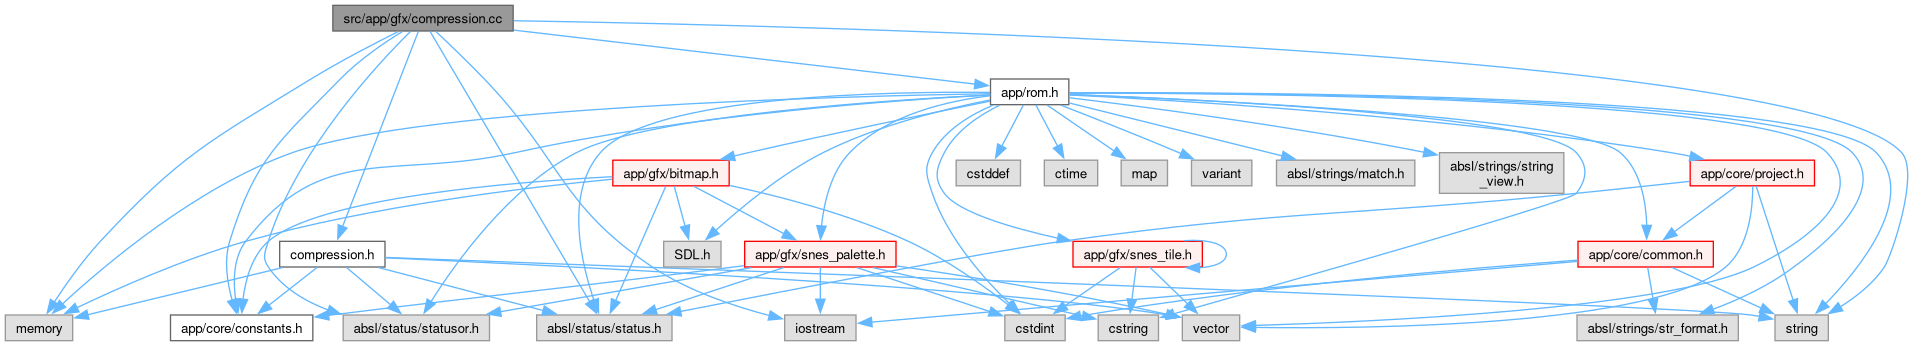 src/app/gfx/compression.cc
app/rom.h
app/gfx/bitmap.h
cstddef
ctime
map
variant
absl/strings/match.h
absl/strings/string
_view.h
app/core/project.h
compression.h
SDL.h
app/gfx/snes_palette.h
app/gfx/snes_tile.h
app/core/common.h
memory
app/core/constants.h
absl/status/statusor.h
absl/status/status.h
iostream
cstdint
cstring
vector
absl/strings/str_format.h
string